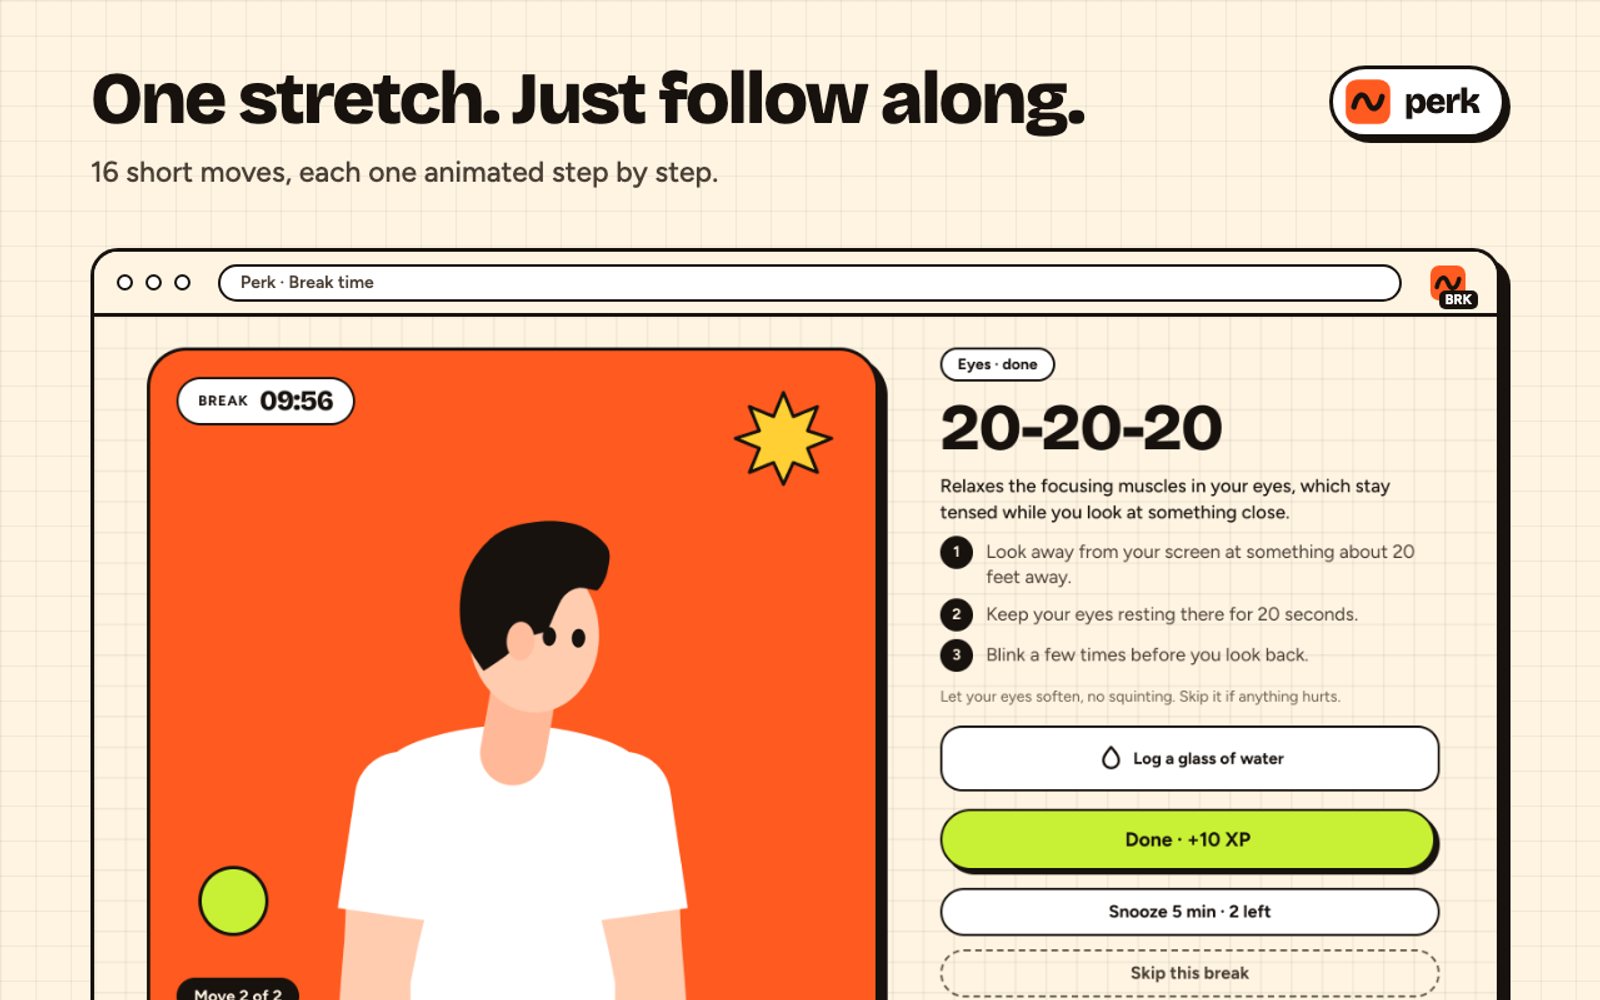 One stretch. Just follow along.
perk
16 short moves, each one animated step by step.
Perk · Break time
BRK
BREAK 09:56
Eyes · done
20-20-20
Relaxes the focusing muscles in your eyes, which stay
tensed while you look at something close.
1 Look away from your screen at something about 20
feet away.
2 Keep your eyes resting there for 20 seconds.
3 Blink a few times before you look back.
Let your eyes soften, no squinting. Skip it if anything hurts.
Log a glass of water
Done · +10 XP
Snooze 5 min · 2 left
Skip this break
Move 2 of 2